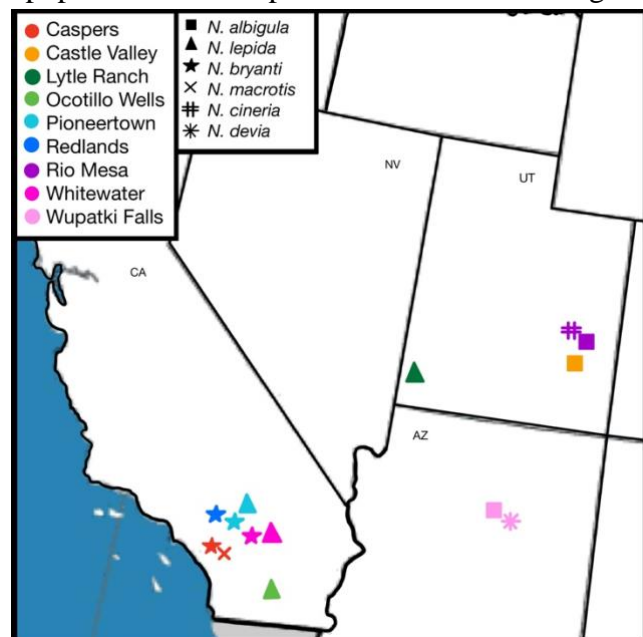 Caspers
Castle Valley
Lytle Ranch
Ocotillo Wells
Pioneertown
Redlands
Rio Mesa
Whitewater
Wupatki Falls
N. albigula
N. lepida
N. bryanti
N. macrotis
N. cineria
N. devia
NV
UT
CA
AZ